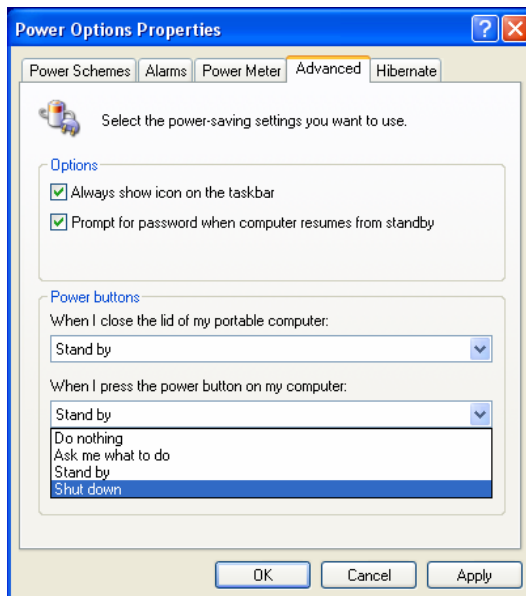 Power Options Properties
?
Power Schemes Alarms Power Meter Advanced Hibernate
Select the power-saving settings you want to use.
Options
Always show icon on the taskbar
Prompt for password when computer resumes from standby
Power buttons
When I close the lid of my portable computer:
Stand by
When I press the power button on my computer:
Stand by
Do nothing
Ask me what to do
Stand by
Shut down
OK Cancel Apply